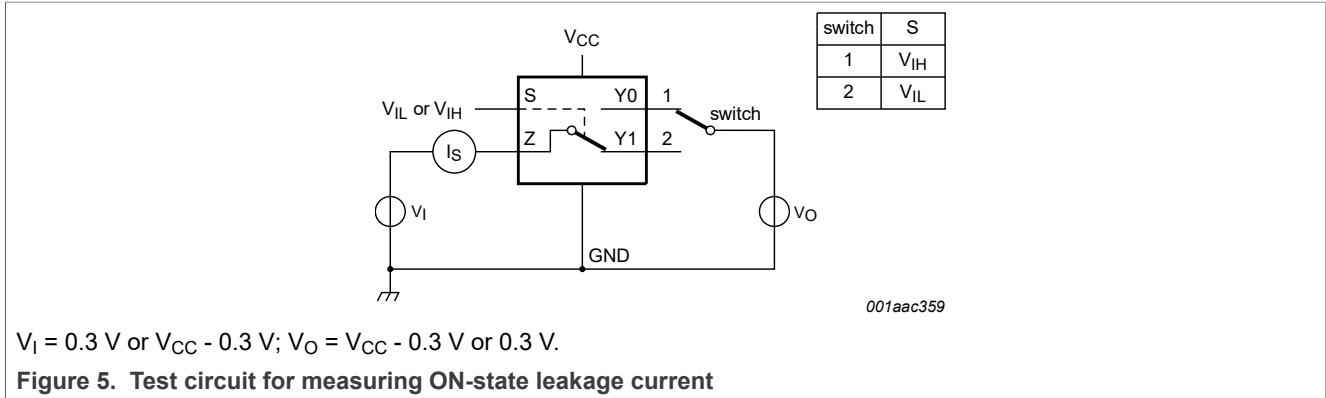 switch S
1 VIH
2 VIL
VCC
S Y0 1
VIL or VIH
switch
Z Y1 2
IS
VI
VO
GND
001aac359
VI = 0.3 V or VCC - 0.3 V; VO = VCC - 0.3 V or 0.3 V.
Figure 5. Test circuit for measuring ON-state leakage current